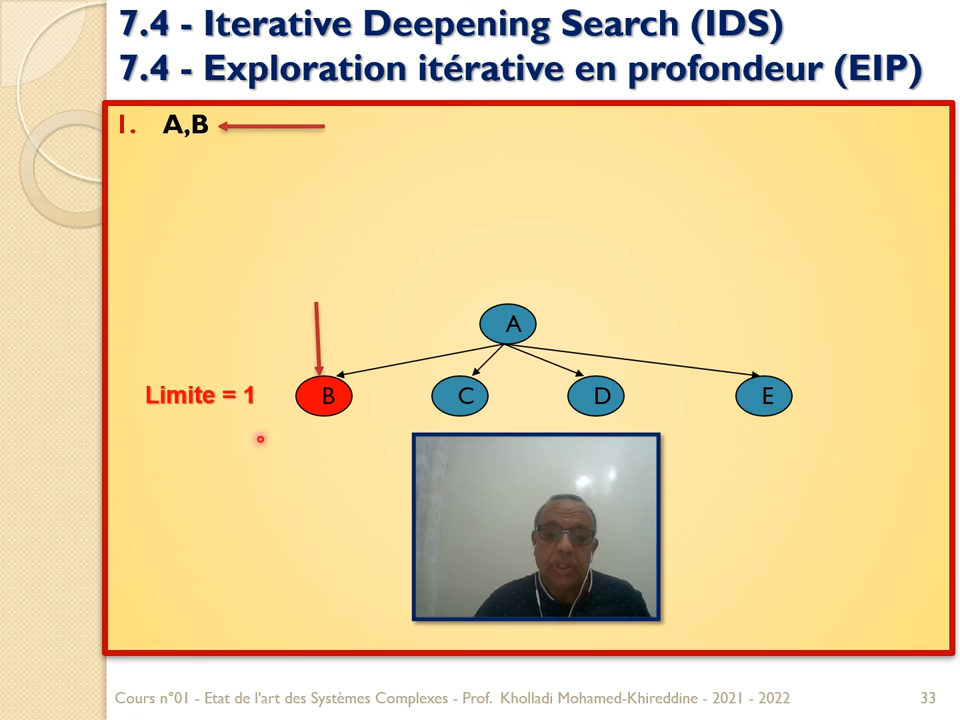 7.4 - Iterative Deepening Search (IDS)
7.4 - Exploration itérative en profondeur (EIP)
1. A,B
A
Limite = 1
B
C
D
E
Cours n°01 - Etat de l'art des Systèmes Complexes - Prof. Kholladi Mohamed-Khireddine - 2021 - 2022
33